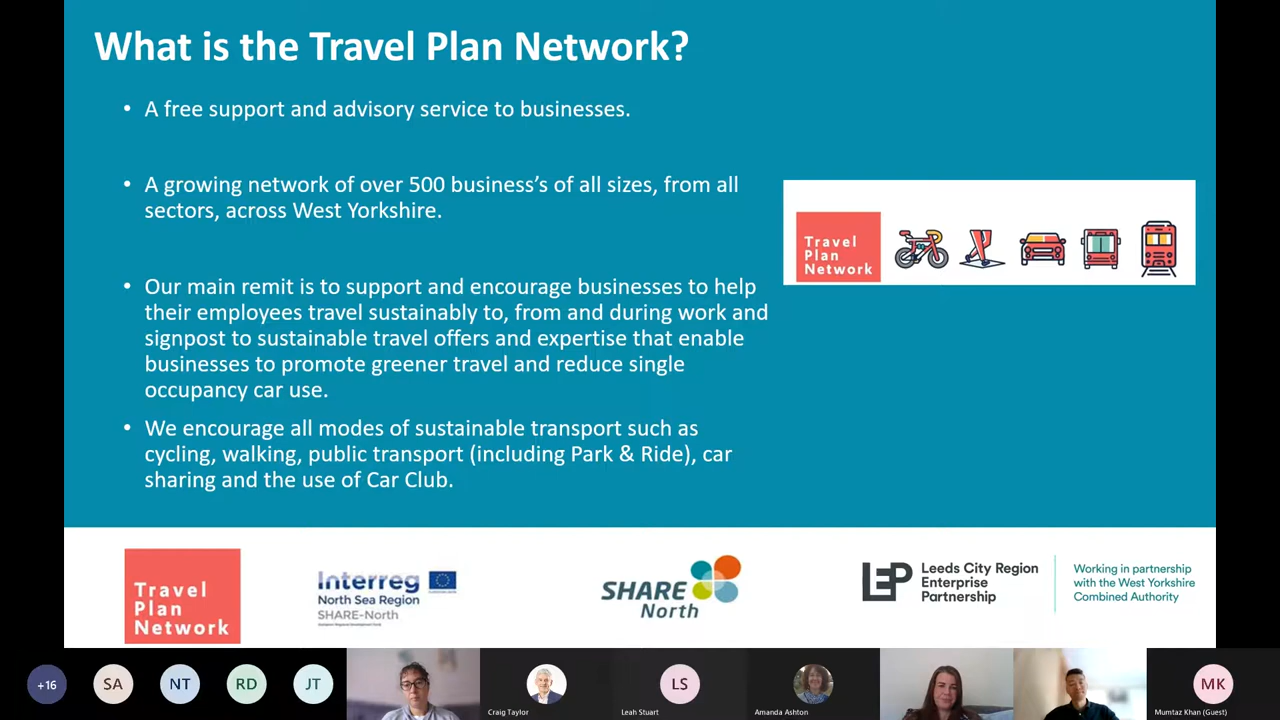 What is the Travel Plan Network?
• A free support and advisory service to businesses.
• A growing network of over 500 business's of all sizes, from all
sectors, across West Yorkshire.
• Our main remit is to support and encourage businesses to help
their employees travel sustainably to, from and during work and
signpost to sustainable travel offers and expertise that enable
businesses to promote greener travel and reduce single
occupancy car use.
• We encourage all modes of sustainable transport such as
cycling, walking, public transport (including Park & Ride), car
sharing and the use of Car Club.
Travel
Plan
Network
Travel
Plan
Network
Interreg
North Sea Region
SHARE-North
SHARE
North
LEP
Leeds City Region
Enterprise
Partnership
Working in partnership
with the West Yorkshire
Combined Authority
+16
SA
NT
RD
JT
Craig Taylor
LS
Leah Stuart
Amanda Ashton
MK
Mumtaz Khan (Guest)